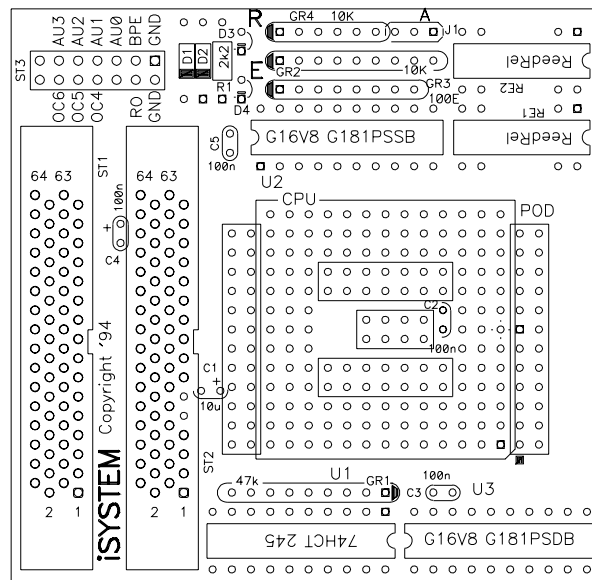 AU3
AU2
AU1
AU0
BPE
GND
ST3
OC6
OC5
OC4
RO
GND
D3
D1
D2
2k2
R1
D4
R
E
GR4 10K
A
J1
GR2
10K
GR3
100E
ReedRel
RE2
RE1
ReedRel
C5
100n
G16V8 G181PSSB
U2
CPU
POD
64 63
ST1
100n
+
C4
64 63
C2
100n
C1
+
10u
2 1
iSYSTEM Copyright '94
ST2
2 1
U1
47k
GR1
C3
100n
U3
74HCT 245
G16V8 G181PSDB